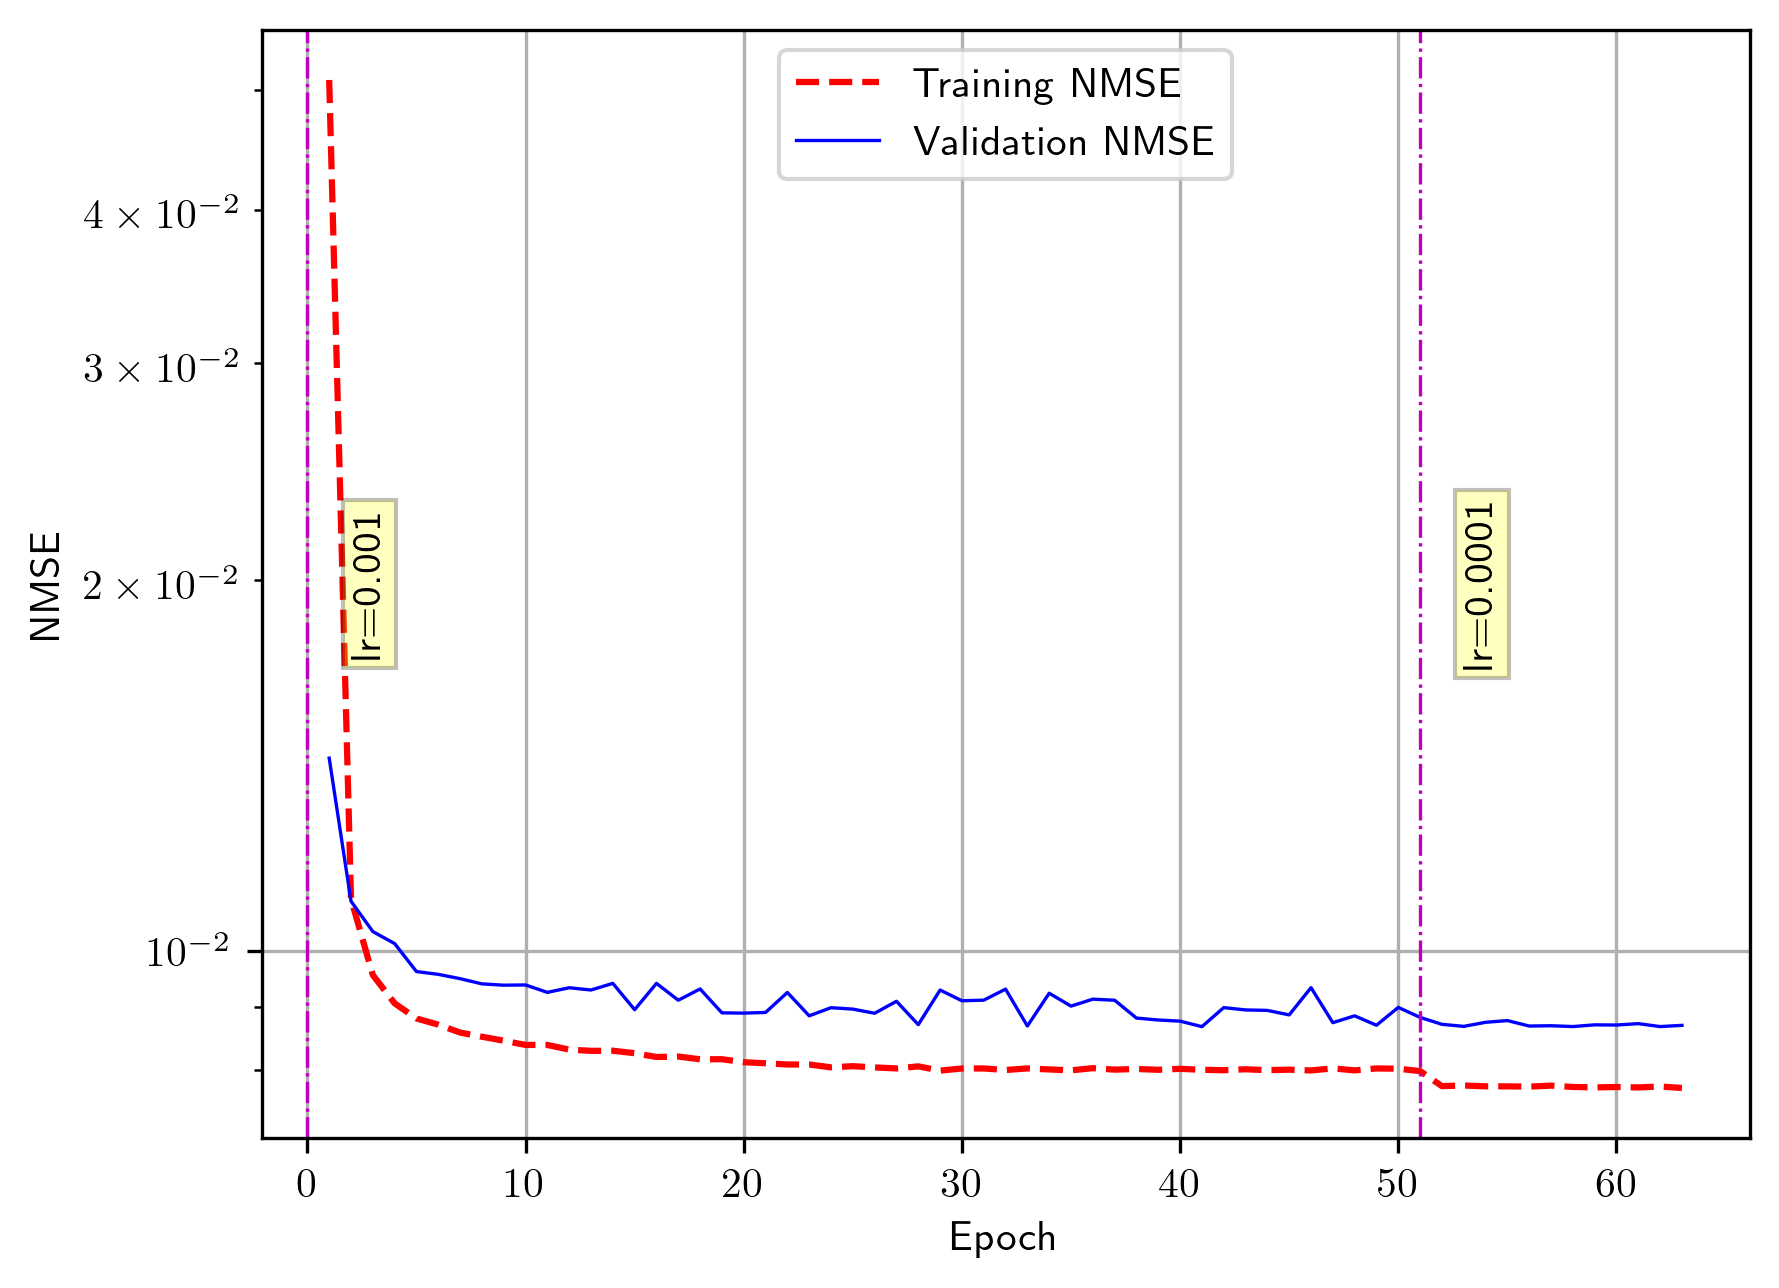 Training NMSE
Validation NMSE
4 × 10⁻²
3 × 10⁻²
2 × 10⁻²
10⁻²
NMSE
lr=0.001
lr=0.0001
0 10 20 30 40 50 60
Epoch